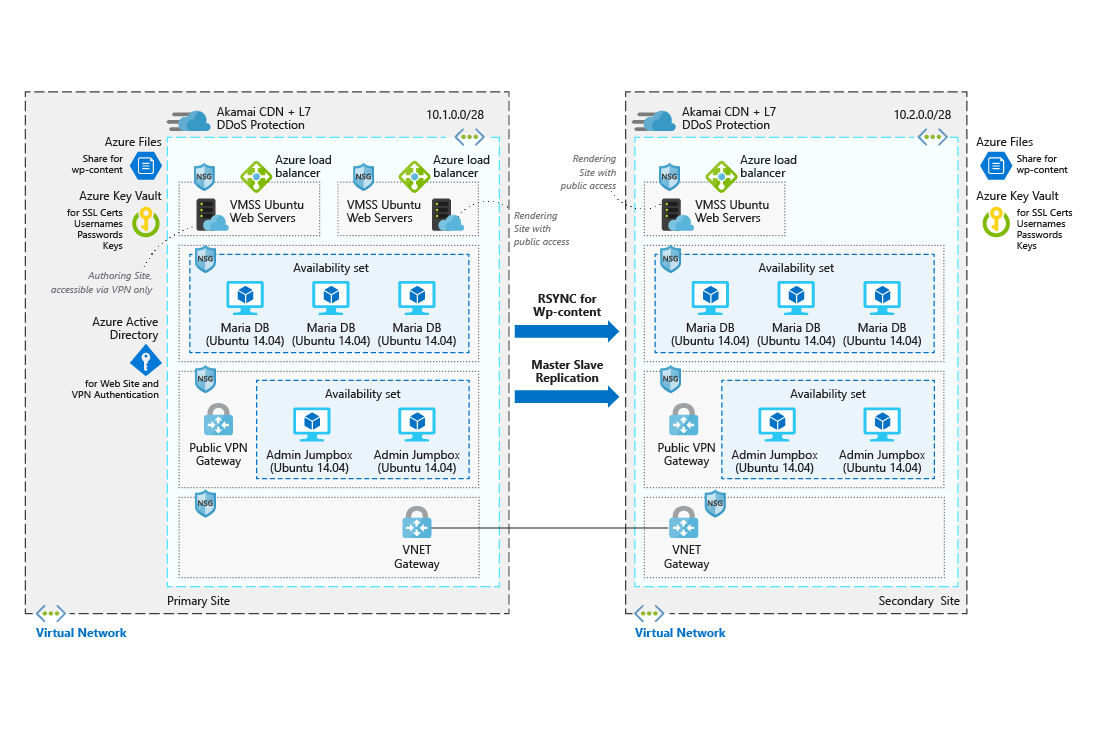 Akamai CDN + L7
DDoS Protection
10.1.0.0/28
Azure Files
Share for
wp-content
Azure Key Vault
for SSL Certs
Usernames
Passwords
Keys
Authoring Site,
accessible via VPN only
Azure Active
Directory
for Web Site and
VPN Authentication
NSG
Azure load
balancer
VMSS Ubuntu
Web Servers
NSG
Azure load
balancer
VMSS Ubuntu
Web Servers
Rendering
Site with
public access
NSG
Availability set
Maria DB
(Ubuntu 14.04)
Maria DB
(Ubuntu 14.04)
Maria DB
(Ubuntu 14.04)
NSG
Availability set
Public VPN
Gateway
Admin Jumpbox
(Ubuntu 14.04)
Admin Jumpbox
(Ubuntu 14.04)
NSG
VNET
Gateway
Primary Site
Virtual Network
RSYNC for
Wp-content
Master Slave
Replication
Akamai CDN + L7
DDoS Protection
10.2.0.0/28
Rendering
Site with
public access
NSG
Azure load
balancer
VMSS Ubuntu
Web Servers
NSG
Availability set
Maria DB
(Ubuntu 14.04)
Maria DB
(Ubuntu 14.04)
Maria DB
(Ubuntu 14.04)
NSG
Availability set
Public VPN
Gateway
Admin Jumpbox
(Ubuntu 14.04)
Admin Jumpbox
(Ubuntu 14.04)
NSG
VNET
Gateway
Secondary Site
Virtual Network
Azure Files
Share for
wp-content
Azure Key Vault
for SSL Certs
Usernames
Passwords
Keys